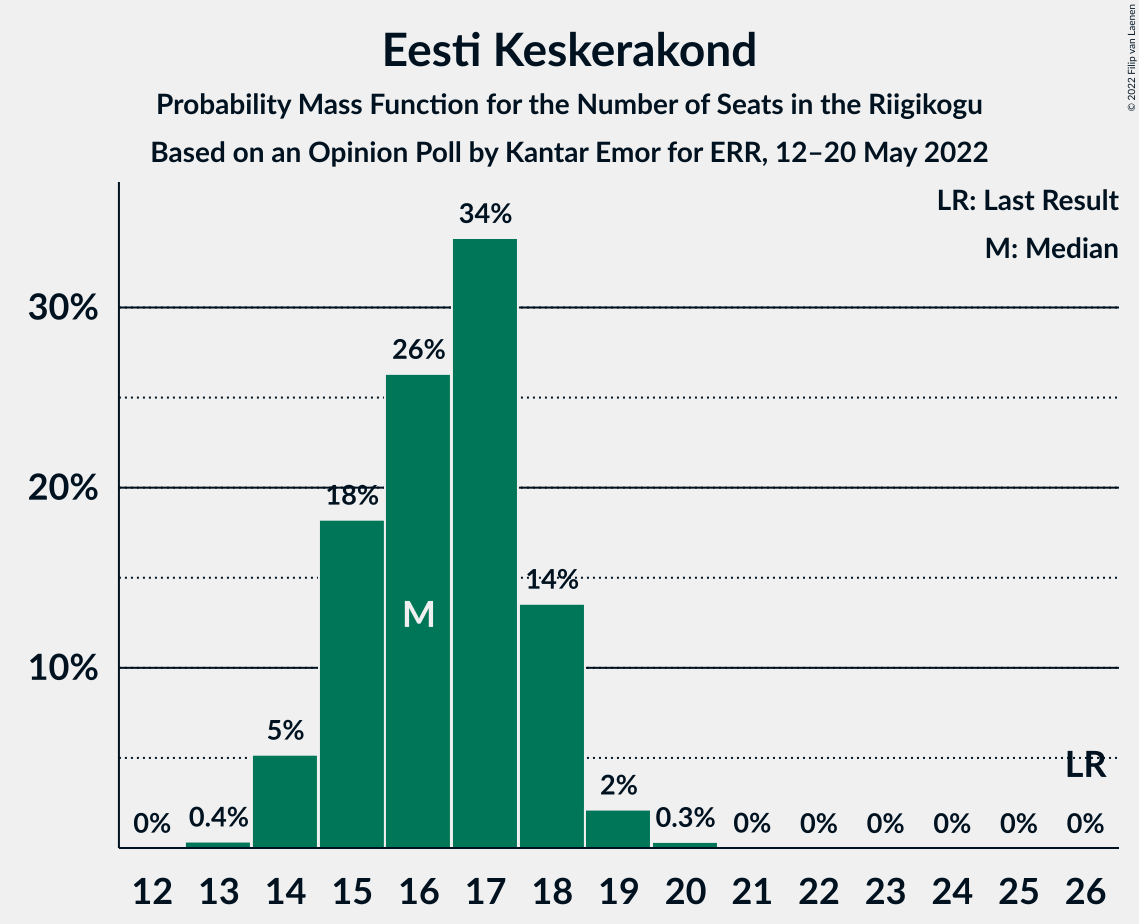 Eesti Keskerakond
Probability Mass Function for the Number of Seats in the Riigikogu
Based on an Opinion Poll by Kantar Emor for ERR, 12–20 May 2022
© 2022 Filip van Laenen
LR: Last Result
M: Median
34%
30%
26%
20%
18%
14%
M
10%
5%
LR
2%
0% 0.4% 0.3% 0% 0% 0% 0% 0% 0%
12 13 14 15 16 17 18 19 20 21 22 23 24 25 26